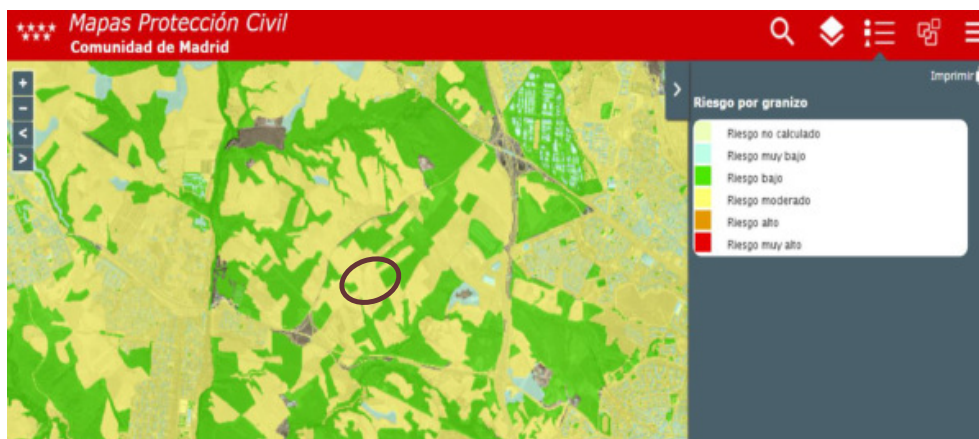 Mapas Protección Civil
Comunidad de Madrid
+
-
<
>
>
Imprimir
Riesgo por granizo
Riesgo no calculado
Riesgo muy bajo
Riesgo bajo
Riesgo moderado
Riesgo alto
Riesgo muy alto